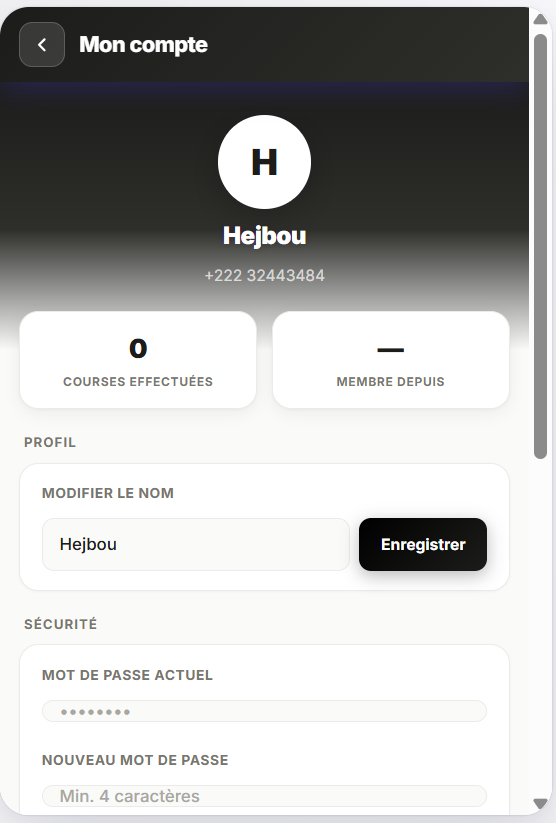 Mon compte
H
Hejbou
+222 32443484
0
—
COURSES EFFECTUÉES
MEMBRE DEPUIS
PROFIL
MODIFIER LE NOM
Hejbou
Enregistrer
SÉCURITÉ
MOT DE PASSE ACTUEL
••••••••
NOUVEAU MOT DE PASSE
Min. 4 caractères